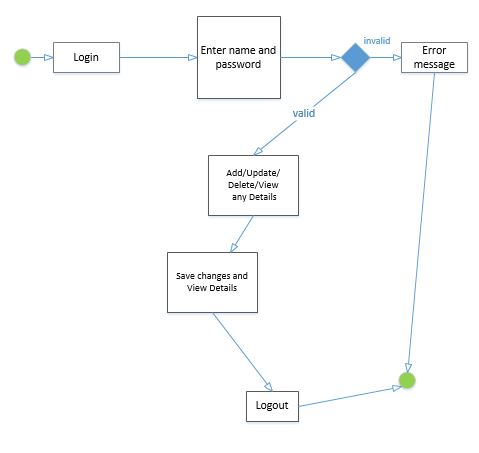 Login
Enter name and
password
invalid
Error
message
valid
Add/Update/
Delete/View
any Details
Save changes and
View Details
Logout